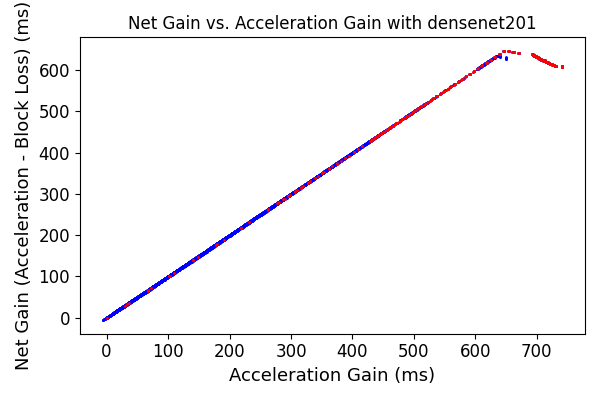 Net Gain vs. Acceleration Gain with densenet201
Net Gain (Acceleration - Block Loss) (ms)
600
500
400
300
200
100
0
0 100 200 300 400 500 600 700
Acceleration Gain (ms)